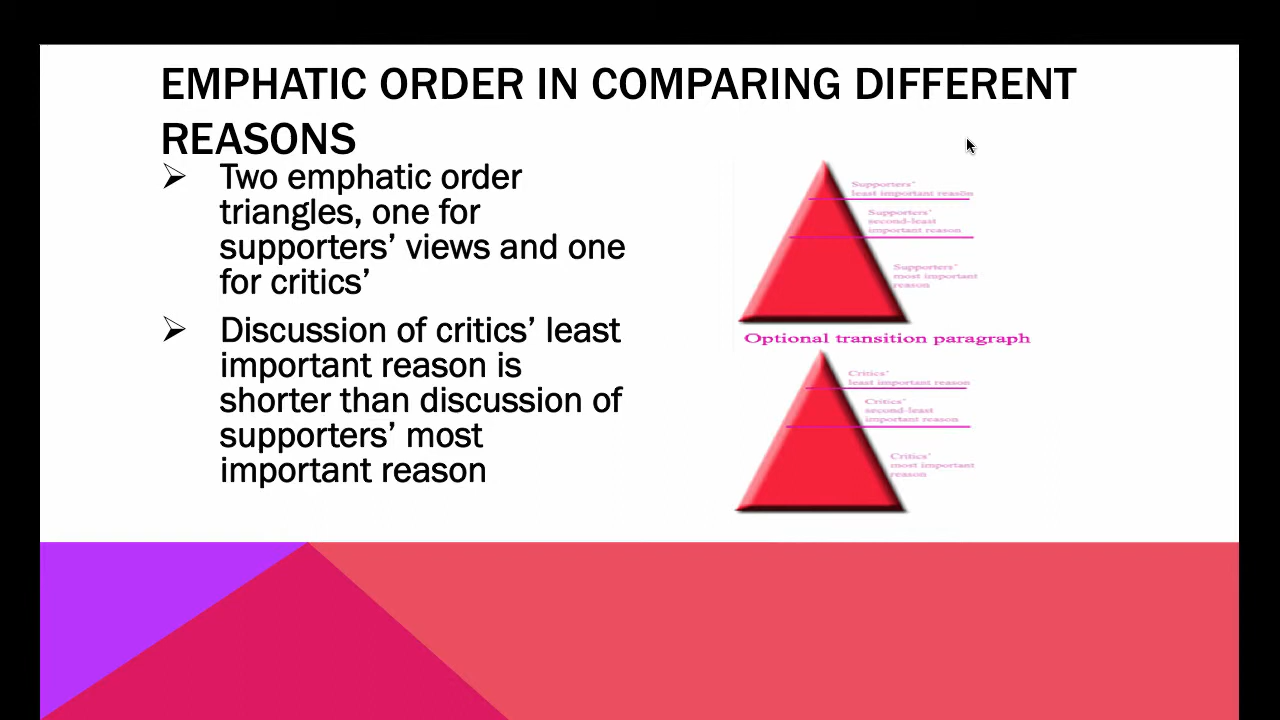 EMPHATIC ORDER IN COMPARING DIFFERENT
REASONS
Two emphatic order
triangles, one for
supporters’ views and one
for critics’
Discussion of critics’ least
important reason is
shorter than discussion of
supporters’ most
important reason
Supporters’
least important reason
Supporters’
second-least
important reason
Supporters’
most important
reason
Optional transition paragraph
Critics’
least important reason
Critics’
second-least
important reason
Critics’
most important
reason